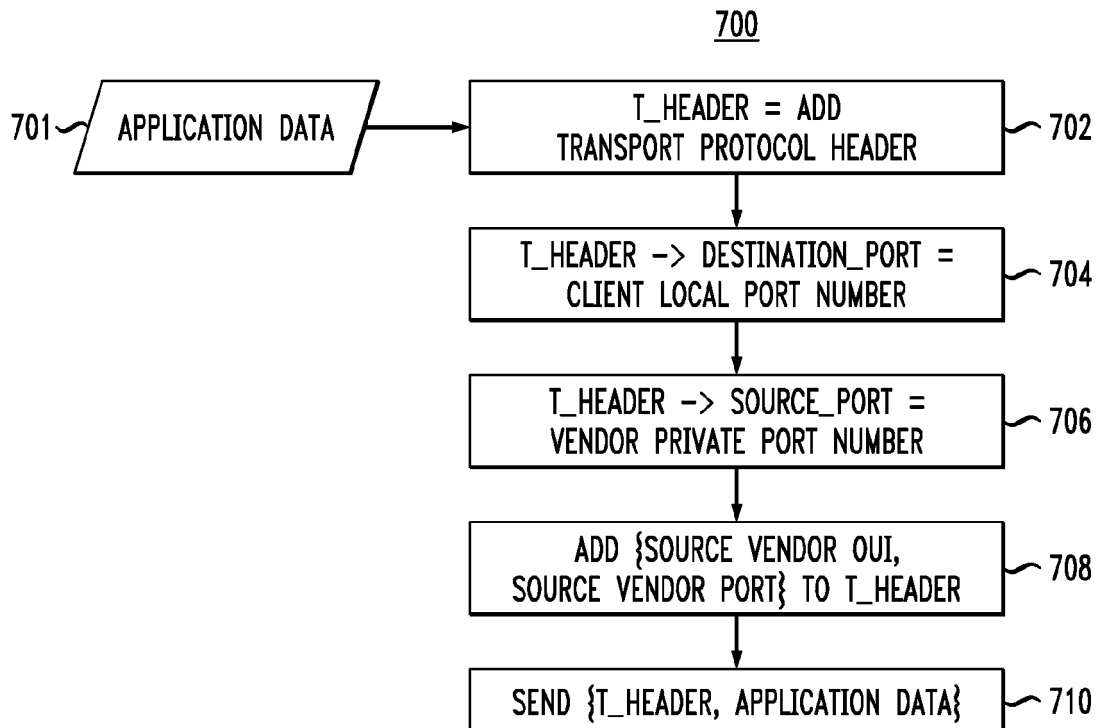 700
701
APPLICATION DATA
T_HEADER = ADD
TRANSPORT PROTOCOL HEADER
702
T_HEADER -> DESTINATION_PORT =
CLIENT LOCAL PORT NUMBER
704
T_HEADER -> SOURCE_PORT =
VENDOR PRIVATE PORT NUMBER
706
ADD {SOURCE VENDOR OUI,
SOURCE VENDOR PORT} TO T_HEADER
708
SEND {T_HEADER, APPLICATION DATA}
710